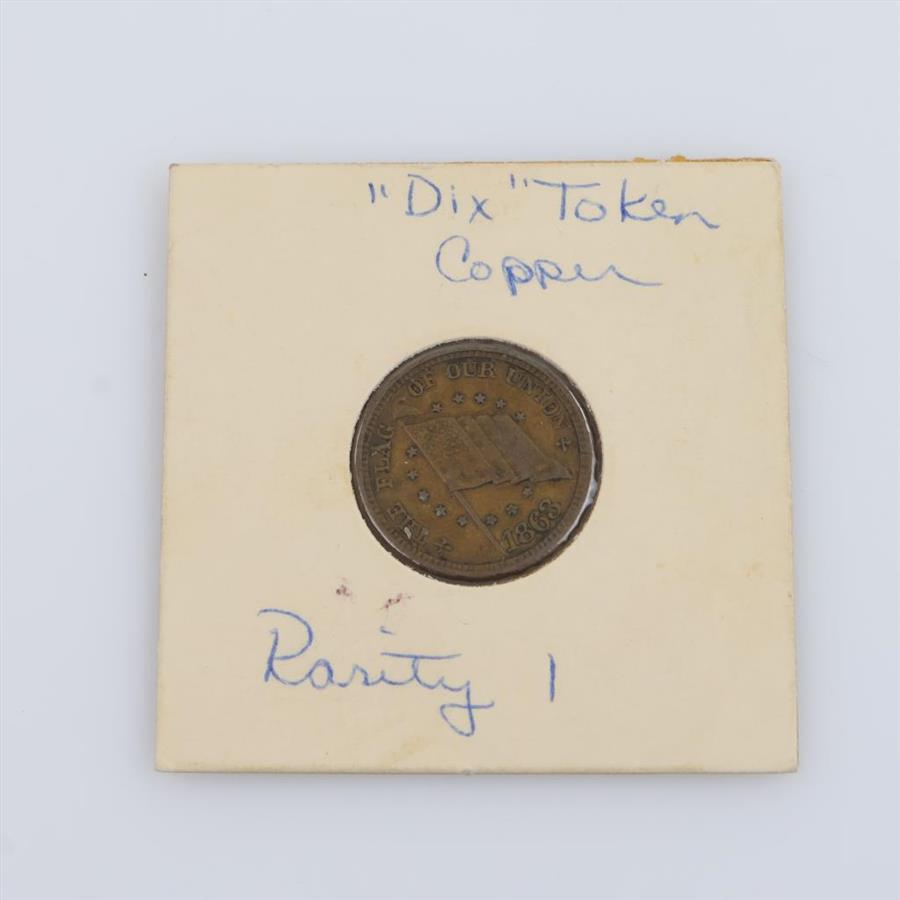 "Dix" Token
Copper
THE FLAG OF OUR UNION
1863
Rarity 1